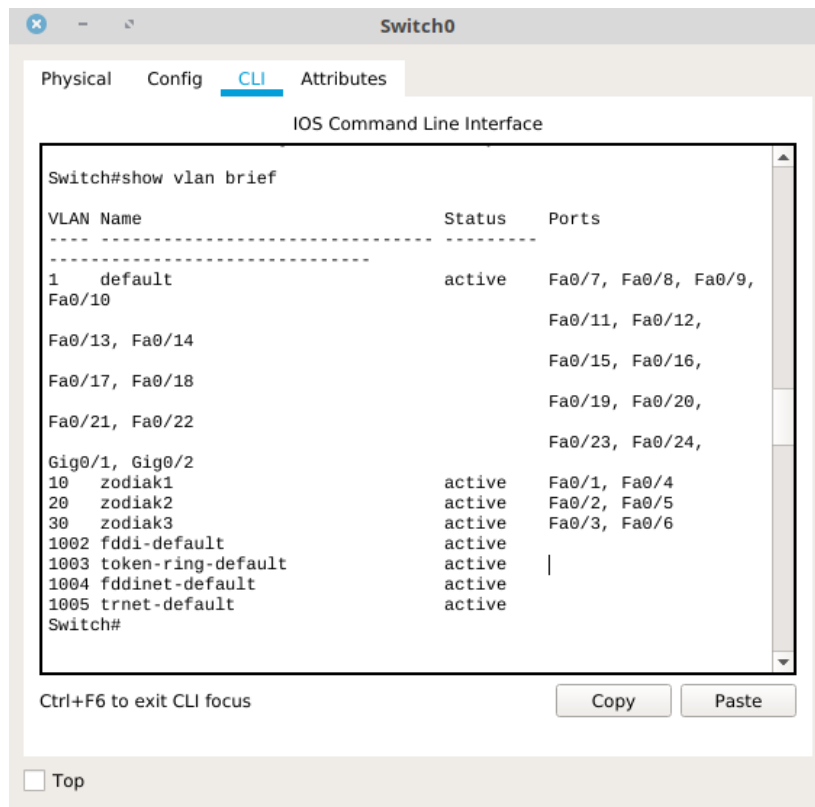 Switch0
Physical Config CLI Attributes
IOS Command Line Interface
Switch#show vlan brief
VLAN Name Status Ports
---- -------------------------------- ---------
-------------------------------
1 default active Fa0/7, Fa0/8, Fa0/9,
Fa0/10
Fa0/11, Fa0/12,
Fa0/13, Fa0/14
Fa0/15, Fa0/16,
Fa0/17, Fa0/18
Fa0/19, Fa0/20,
Fa0/21, Fa0/22
Fa0/23, Fa0/24,
Gig0/1, Gig0/2
10 zodiak1 active Fa0/1, Fa0/4
20 zodiak2 active Fa0/2, Fa0/5
30 zodiak3 active Fa0/3, Fa0/6
1002 fddi-default active
1003 token-ring-default active
1004 fddinet-default active
1005 trnet-default active
Switch#
Ctrl+F6 to exit CLI focus
Copy Paste
Top